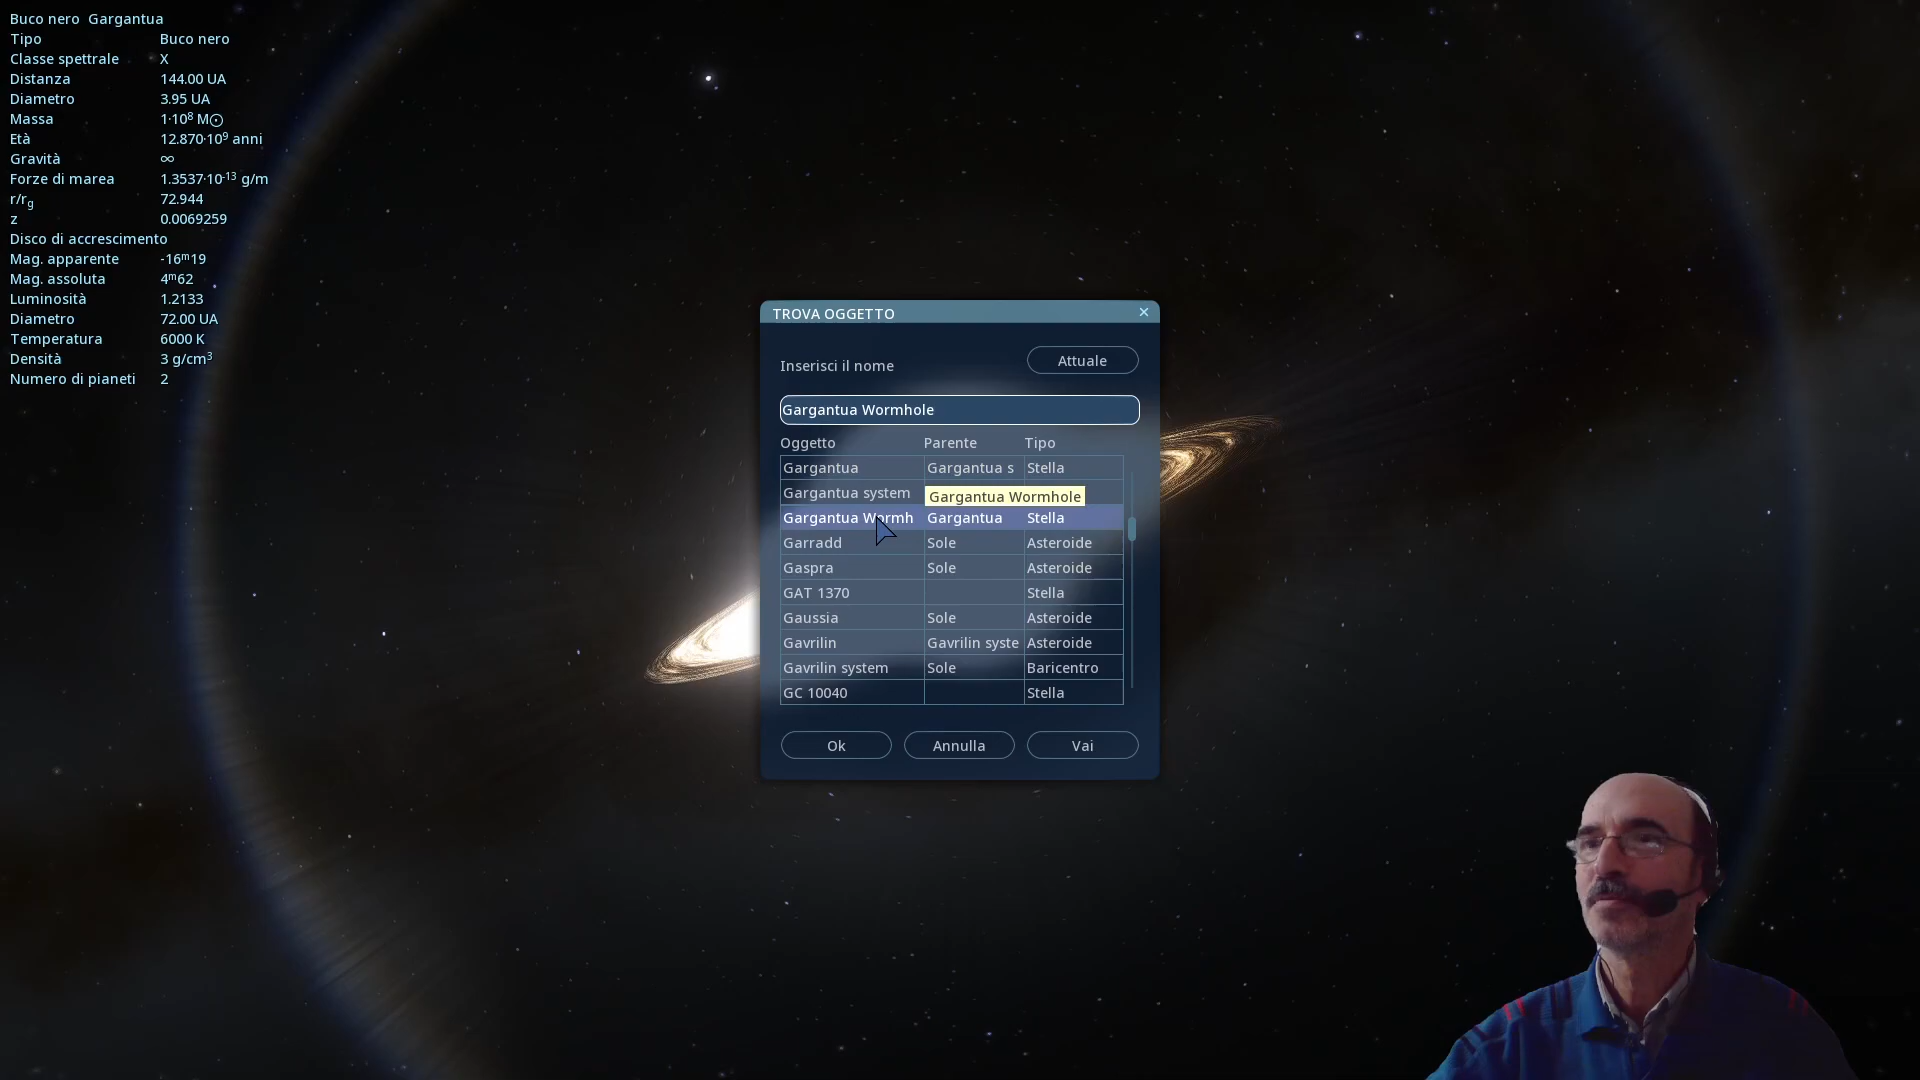 Buco nero Gargantua
Tipo Buco nero
Classe spettrale X
Distanza 144.00 UA
Diametro 3.95 UA
Massa 1·10⁸ M☉
Età 12.870·10⁹ anni
Gravità ∞
Forze di marea 1.3537·10⁻¹³ g/m
r/r_g 72.944
z 0.0069259
Disco di accrescimento
Mag. apparente -16ᵐ19
Mag. assoluta 4ᵐ62
Luminosità 1.2133
Diametro 72.00 UA
Temperatura 6000 K
Densità 3 g/cm³
Numero di pianeti 2
TROVA OGGETTO ✕
Inserisci il nome Attuale
Gargantua Wormhole
Oggetto Parente Tipo
Gargantua Gargantua s Stella
Gargantua system
Gargantua Wormhole
Gargantua Wormh Gargantua Stella
Garradd Sole Asteroide
Gaspra Sole Asteroide
GAT 1370 Stella
Gaussia Sole Asteroide
Gavrilin Gavrilin syste Asteroide
Gavrilin system Sole Baricentro
GC 10040 Stella
Ok Annulla Vai